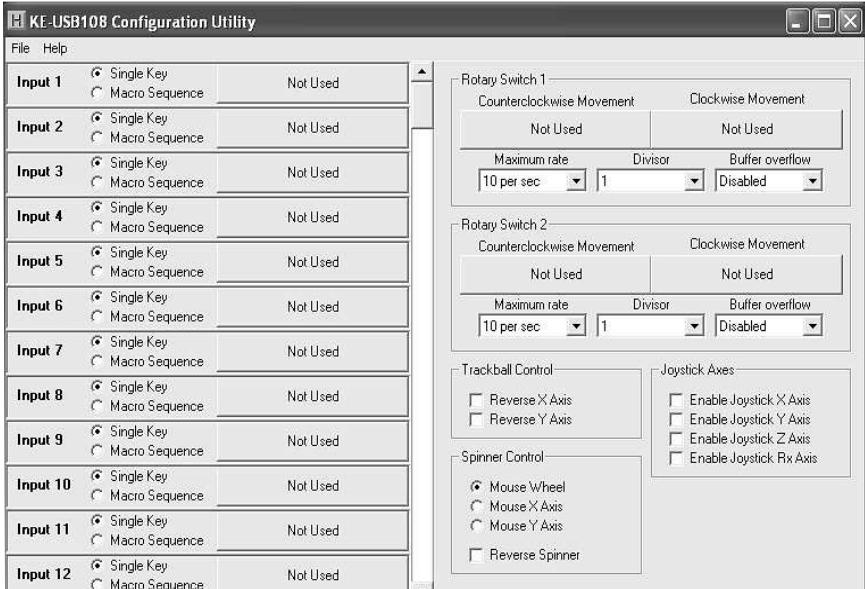 H KE-USB108 Configuration Utility
File Help
Input 1 Single Key Not Used
Macro Sequence
Input 2 Single Key Not Used
Macro Sequence
Input 3 Single Key Not Used
Macro Sequence
Input 4 Single Key Not Used
Macro Sequence
Input 5 Single Key Not Used
Macro Sequence
Input 6 Single Key Not Used
Macro Sequence
Input 7 Single Key Not Used
Macro Sequence
Input 8 Single Key Not Used
Macro Sequence
Input 9 Single Key Not Used
Macro Sequence
Input 10 Single Key Not Used
Macro Sequence
Input 11 Single Key Not Used
Macro Sequence
Input 12 Single Key Not Used
Macro Sequence
Rotary Switch 1
Counterclockwise Movement Clockwise Movement
Not Used Not Used
Maximum rate Divisor Buffer overflow
10 per sec 1 Disabled
Rotary Switch 2
Counterclockwise Movement Clockwise Movement
Not Used Not Used
Maximum rate Divisor Buffer overflow
10 per sec 1 Disabled
Trackball Control
Reverse X Axis
Reverse Y Axis
Joystick Axes
Enable Joystick X Axis
Enable Joystick Y Axis
Enable Joystick Z Axis
Enable Joystick Rx Axis
Spinner Control
Mouse Wheel
Mouse X Axis
Mouse Y Axis
Reverse Spinner